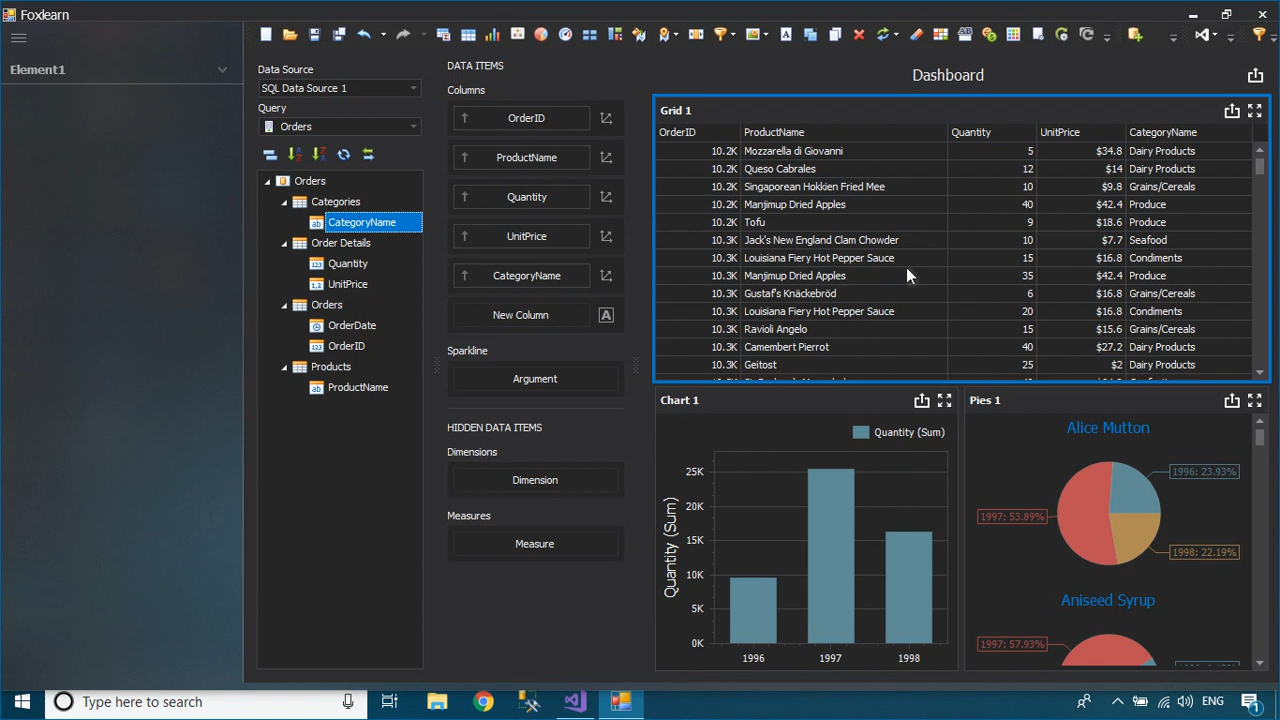 Foxlearn
Element1
Data Source
SQL Data Source 1
Query
Orders
Orders
Categories
CategoryName
Order Details
Quantity
UnitPrice
Orders
OrderDate
OrderID
Products
ProductName
DATA ITEMS
Columns
OrderID
ProductName
Quantity
UnitPrice
CategoryName
New Column
Sparkline
Argument
HIDDEN DATA ITEMS
Dimensions
Dimension
Measures
Measure
Dashboard
Grid 1
OrderID ProductName Quantity UnitPrice CategoryName
10.2K Mozzarella di Giovanni 5 $34.8 Dairy Products
10.2K Queso Cabrales 12 $14 Dairy Products
10.2K Singaporean Hokkien Fried Mee 10 $9.8 Grains/Cereals
10.2K Manjimup Dried Apples 40 $42.4 Produce
10.2K Tofu 9 $18.6 Produce
10.3K Jack's New England Clam Chowder 10 $7.7 Seafood
10.3K Louisiana Fiery Hot Pepper Sauce 15 $16.8 Condiments
10.3K Manjimup Dried Apples 35 $42.4 Produce
10.3K Gustaf's Knäckebröd 6 $16.8 Grains/Cereals
10.3K Louisiana Fiery Hot Pepper Sauce 20 $16.8 Condiments
10.3K Ravioli Angelo 15 $15.6 Grains/Cereals
10.3K Camembert Pierrot 40 $27.2 Dairy Products
10.3K Geitost 25 $2 Dairy Products
Chart 1
Quantity (Sum)
Quantity (Sum)
25K
20K
15K
10K
5K
0K
1996 1997 1998
Pies 1
Alice Mutton
1996: 23.93%
1997: 53.89%
1998: 22.19%
Aniseed Syrup
1997: 57.93%
Type here to search
ENG
1